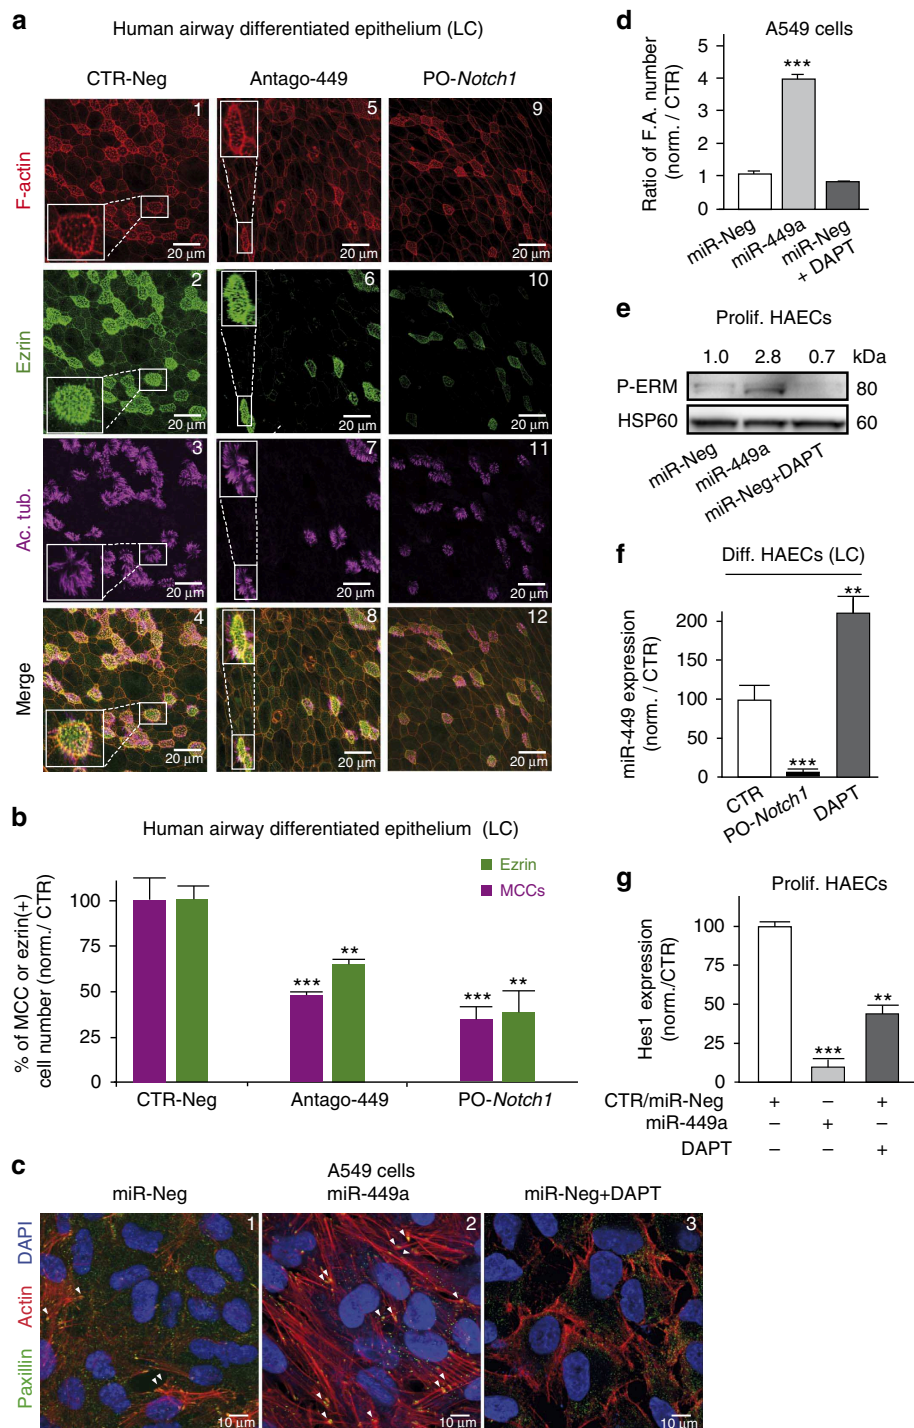 a
Human airway differentiated epithelium (LC)
CTR-Neg
Antago-449
PO-Notch1
F-actin
1
20 µm
5
20 µm
9
20 µm
Ezrin
2
20 µm
6
20 µm
10
20 µm
Ac. tub.
3
20 µm
7
20 µm
11
20 µm
Merge
4
20 µm
8
20 µm
12
20 µm
b
Human airway differentiated epithelium (LC)
Ezrin
MCCs
% of MCC or ezrin(+)
cell number (norm./ CTR)
100
75
50
25
0
***
**
***
**
CTR-Neg
Antago-449
PO-Notch1
c
A549 cells
miR-Neg
miR-449a
miR-Neg+DAPT
Paxillin Actin DAPI
1
10 µm
2
10 µm
3
10 µm
d
A549 cells
Ratio of F.A. number
(norm. / CTR)
5
4
3
2
1
0
***
miR-Neg
miR-449a
miR-Neg
+ DAPT
e
Prolif. HAECs
1.0 2.8 0.7 kDa
P-ERM 80
HSP60 60
miR-Neg
miR-449a
miR-Neg+DAPT
f
Diff. HAECs (LC)
miR-449 expression
(norm. / CTR)
200
150
100
50
0
***
**
CTR
PO-Notch1
DAPT
g
Prolif. HAECs
Hes1 expression
(norm./CTR)
100
75
50
25
0
***
**
CTR/miR-Neg + – +
miR-449a – + –
DAPT – – +